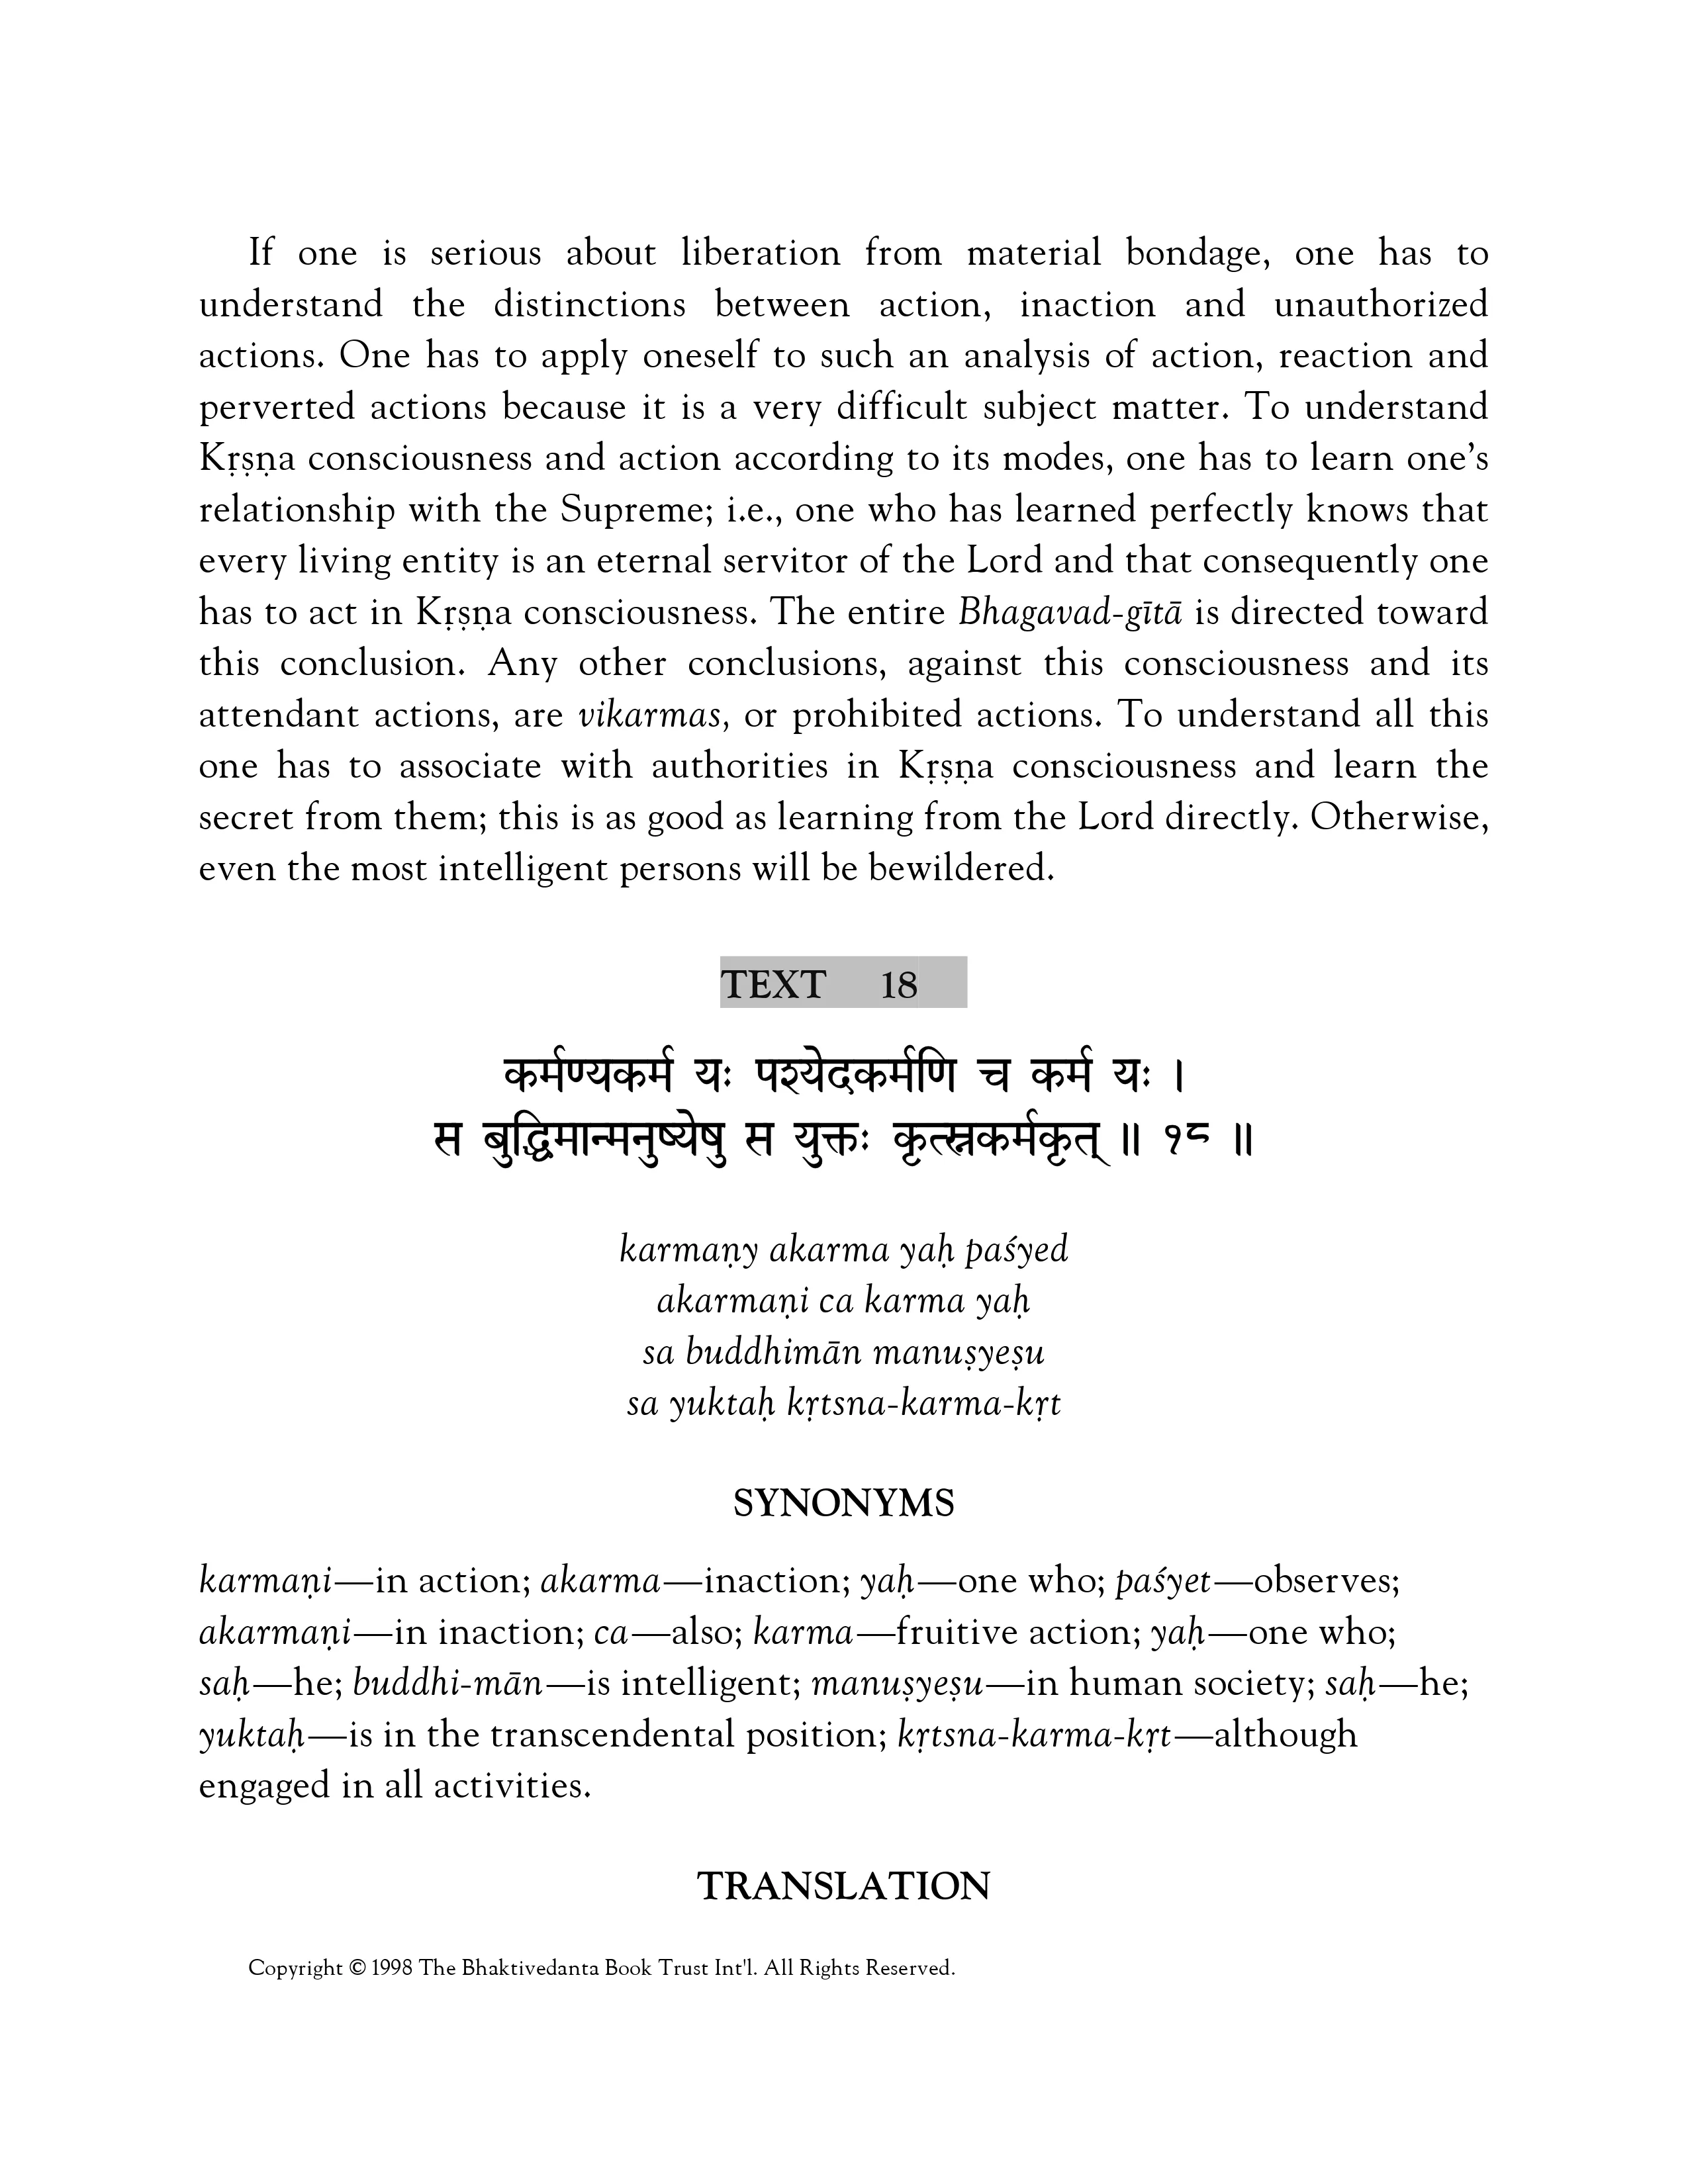 If one is serious about liberation from material bondage, one has to
understand the distinctions between action, inaction and unauthorized
actions. One has to apply oneself to such an analysis of action, reaction and
perverted actions because it is a very difficult subject matter. To understand
Kṛṣṇa consciousness and action according to its modes, one has to learn one’s
relationship with the Supreme; i.e., one who has learned perfectly knows that
every living entity is an eternal servitor of the Lord and that consequently one
has to act in Kṛṣṇa consciousness. The entire Bhagavad-gītā is directed toward
this conclusion. Any other conclusions, against this consciousness and its
attendant actions, are vikarmas, or prohibited actions. To understand all this
one has to associate with authorities in Kṛṣṇa consciousness and learn the
secret from them; this is as good as learning from the Lord directly. Otherwise,
even the most intelligent persons will be bewildered.
TEXT 18
कर्मण्यकर्म यः पश्येदकर्मणि च कर्म यः ।
स बुद्धिमान्मनुष्येषु स युक्तः कृत्स्नकर्मकृत् ॥ १८ ॥
karmaṇy akarma yaḥ paśyed
akarmaṇi ca karma yaḥ
sa buddhimān manuṣyeṣu
sa yuktaḥ kṛtsna-karma-kṛt
SYNONYMS
karmaṇi—in action; akarma—inaction; yaḥ—one who; paśyet—observes;
akarmaṇi—in inaction; ca—also; karma—fruitive action; yaḥ—one who;
saḥ—he; buddhi-mān—is intelligent; manuṣyeṣu—in human society; saḥ—he;
yuktaḥ—is in the transcendental position; kṛtsna-karma-kṛt—although
engaged in all activities.
TRANSLATION
Copyright © 1998 The Bhaktivedanta Book Trust Int'l. All Rights Reserved.